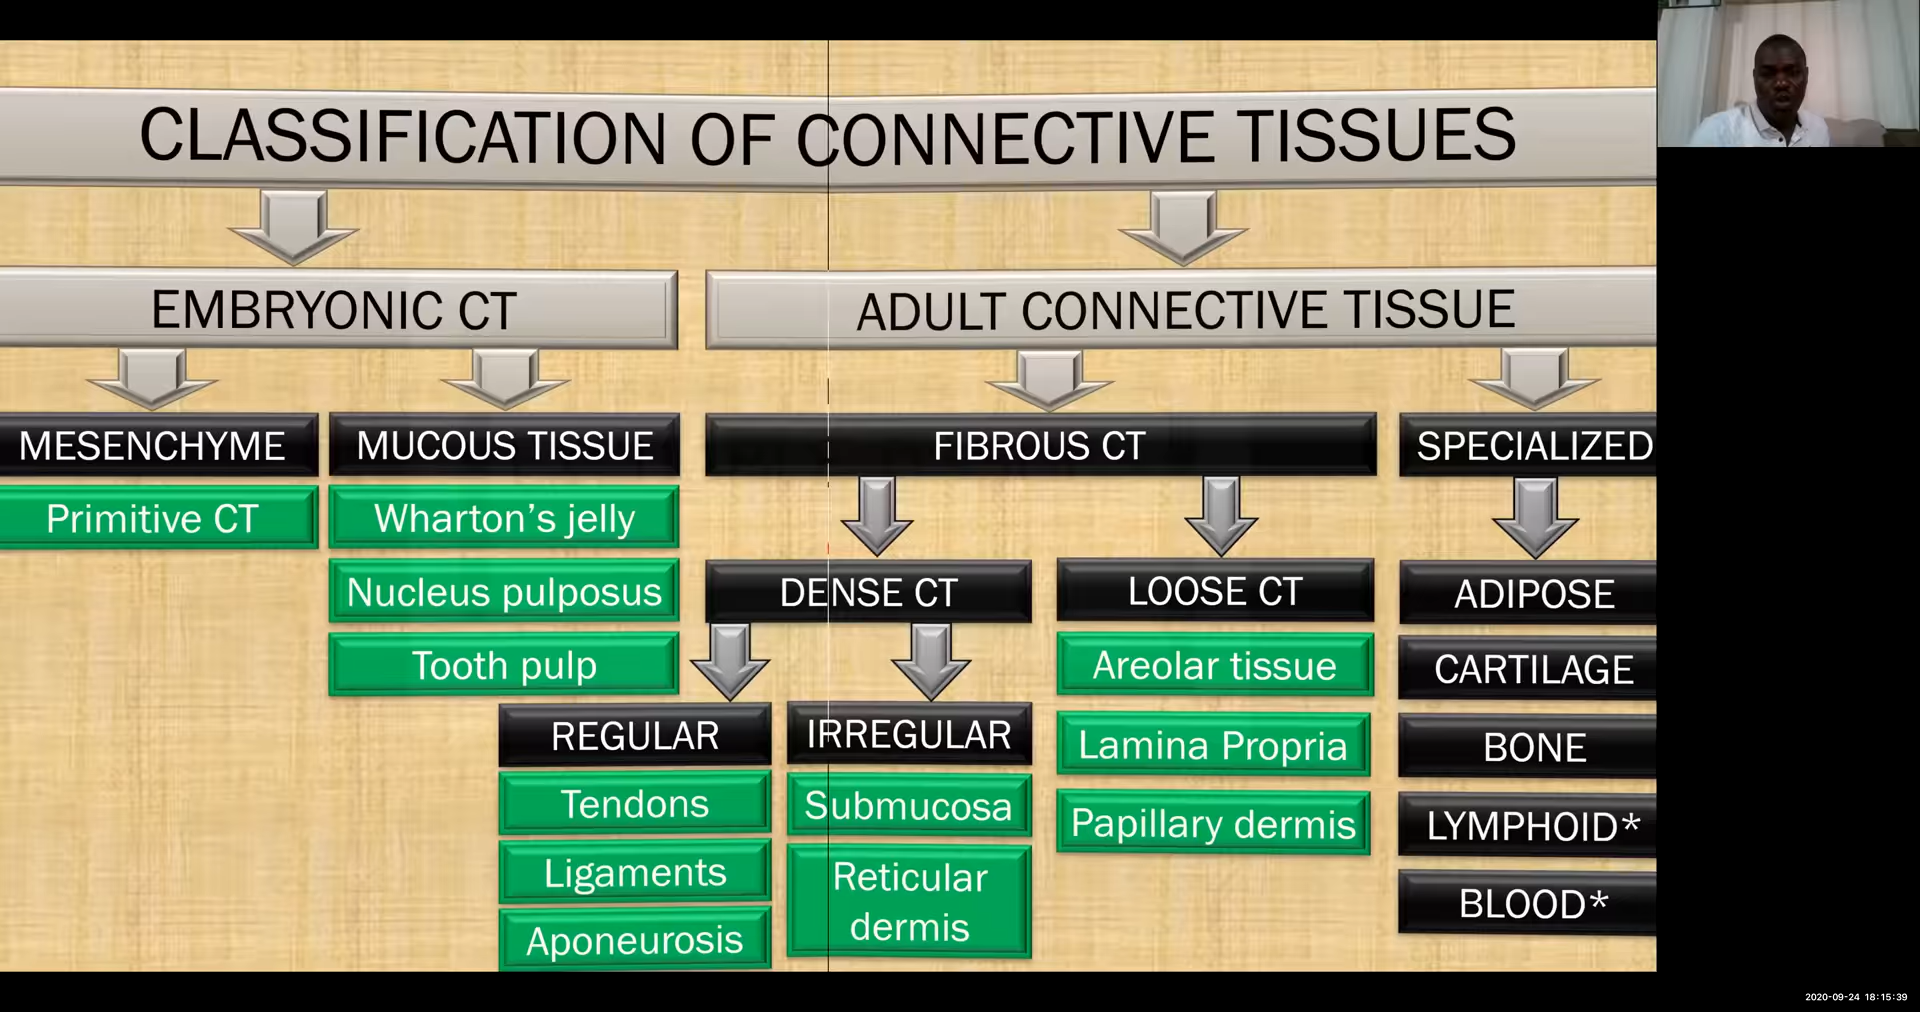 CLASSIFICATION OF CONNECTIVE TISSUES
EMBRYONIC CT
ADULT CONNECTIVE TISSUE
MESENCHYME
MUCOUS TISSUE
FIBROUS CT
SPECIALIZED
Primitive CT
Wharton’s jelly
Nucleus pulposus
Tooth pulp
DENSE CT
LOOSE CT
ADIPOSE
Areolar tissue
CARTILAGE
REGULAR
IRREGULAR
Lamina Propria
BONE
Tendons
Submucosa
Papillary dermis
LYMPHOID*
Ligaments
Reticular
dermis
BLOOD*
Aponeurosis
2020-09-24 18:15:39